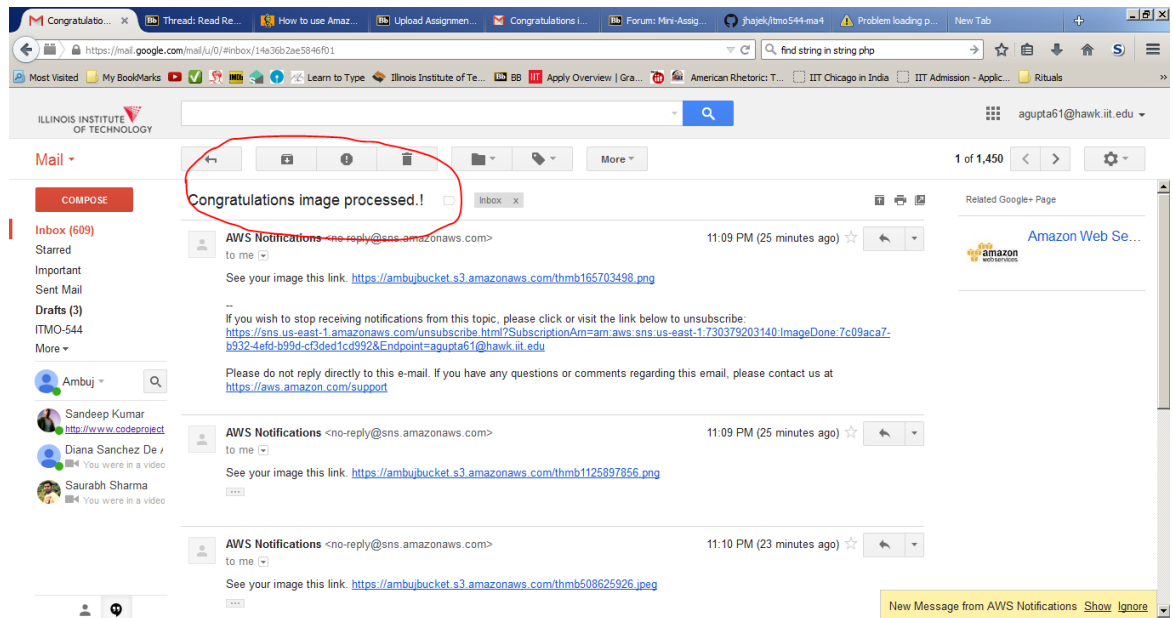 Congratulatio... ×
Thread: Read Re...
How to use Amaz...
Upload Assignmen...
Congratulations i...
Forum: Mini-Assig...
jhajek/itmo544-ma4
Problem loading p...
New Tab
https://mail.google.com/mail/u/0/#inbox/14a36b2ae5846f01
find string in string php
Most Visited My BookMarks Learn to Type Illinois Institute of Te... BB Apply Overview | Gra... American Rhetoric: T... IIT Chicago in India IIT Admission - Applic... Rituals
ILLINOIS INSTITUTE
OF TECHNOLOGY
agupta61@hawk.iit.edu
Mail
More
1 of 1,450
COMPOSE
Inbox (609)
Starred
Important
Sent Mail
Drafts (3)
ITMO-544
More
Ambuj
Sandeep Kumar
http://www.codeproject
Diana Sanchez De
You were in a video
Saurabh Sharma
You were in a video
Congratulations image processed.!
Inbox x
AWS Notifications <no-reply@sns.amazonaws.com> 11:09 PM (25 minutes ago)
to me
See your image this link. https://ambujbucket.s3.amazonaws.com/thmb165703498.png
--
If you wish to stop receiving notifications from this topic, please click or visit the link below to unsubscribe:
https://sns.us-east-1.amazonaws.com/unsubscribe.html?SubscriptionArn=arn:aws:sns:us-east-1:730379203140:ImageDone:7c09aca7-
b932-4efd-b99d-cf3ded1cd992&Endpoint=agupta61@hawk.iit.edu
Please do not reply directly to this e-mail. If you have any questions or comments regarding this email, please contact us at
https://aws.amazon.com/support
AWS Notifications <no-reply@sns.amazonaws.com> 11:09 PM (25 minutes ago)
to me
See your image this link. https://ambujbucket.s3.amazonaws.com/thmb1125897856.png
AWS Notifications <no-reply@sns.amazonaws.com> 11:10 PM (23 minutes ago)
to me
See your image this link. https://ambujbucket.s3.amazonaws.com/thmb508625926.jpeg
Related Google+ Page
amazon
webservices
Amazon Web Se...
New Message from AWS Notifications Show Ignore